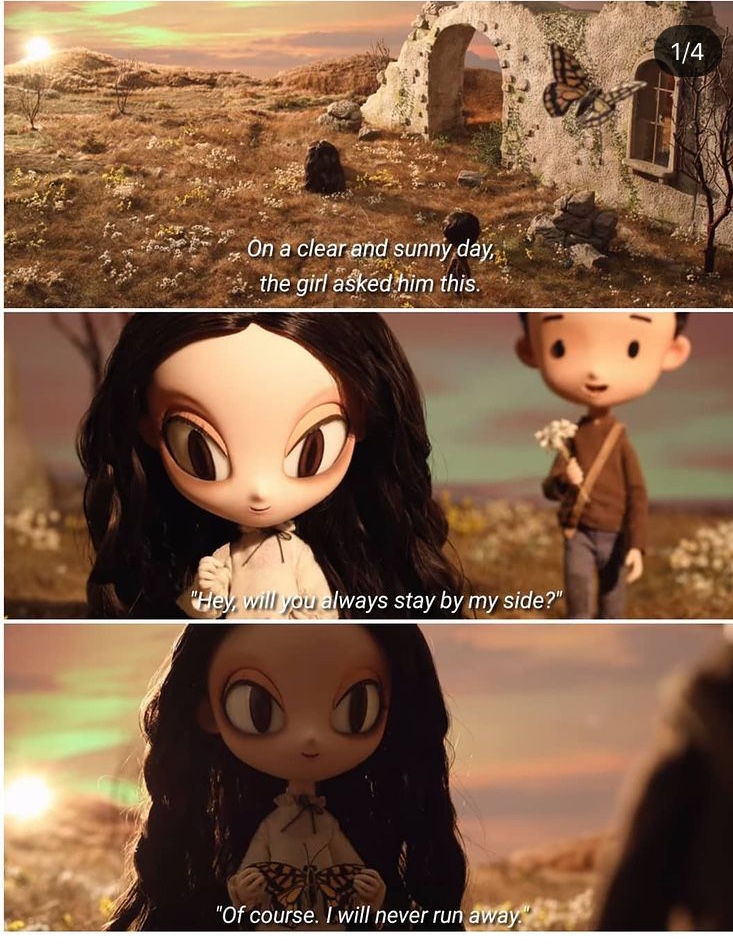 1/4
On a clear and sunny day,
the girl asked him this.
"Hey, will you always stay by my side?"
"Of course. I will never run away."